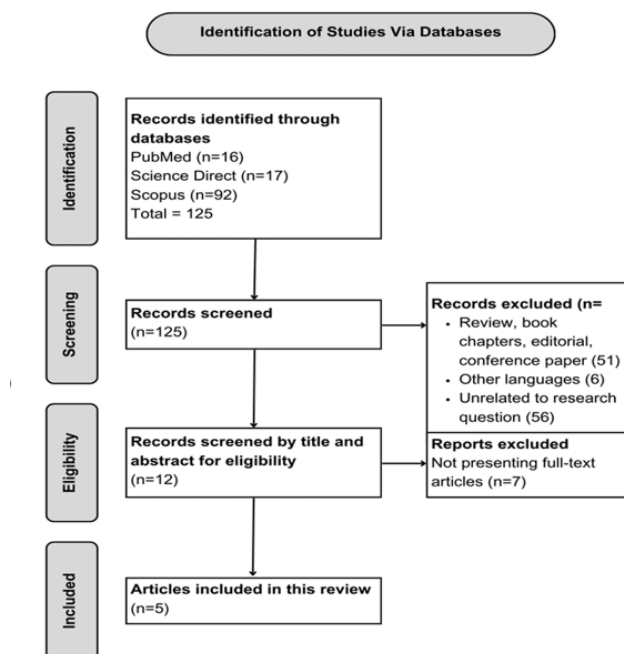 Identification of Studies Via Databases
Identification
Records identified through
databases
PubMed (n=16)
Science Direct (n=17)
Scopus (n=92)
Total = 125
Screening
Records screened
(n=125)
Records excluded (n=
• Review, book
chapters, editorial,
conference paper (51)
• Other languages (6)
• Unrelated to research
question (56)
Eligibility
Records screened by title and
abstract for eligibility
(n=12)
Reports excluded
Not presenting full-text
articles (n=7)
Included
Articles included in this review
(n=5)